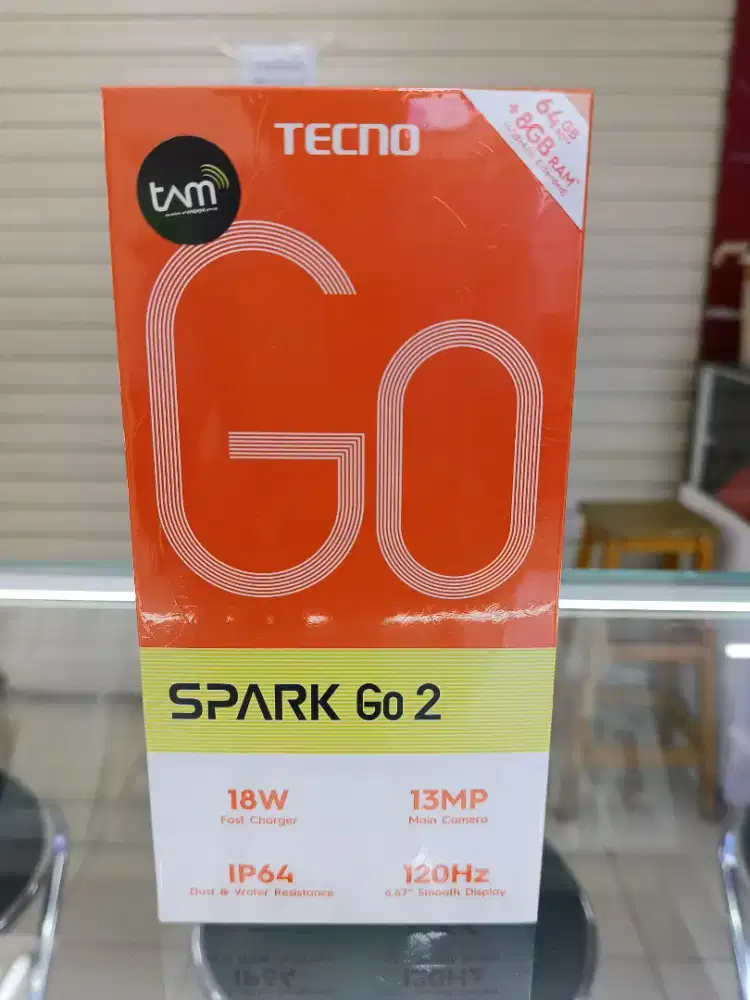 TECNO
64GB ROM
+8GB RAM*
tam
Go
SPARK Go 2
18W
Fast Charger
13MP
Main Camera
IP64
Dust & Water Resistance
120Hz
6.67" Smooth Display